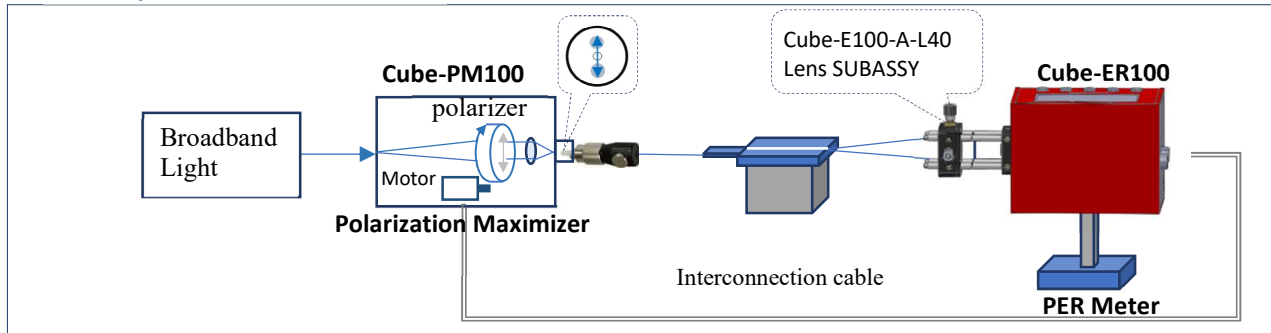 Cube-E100-A-L40
Lens SUBASSY
Cube-PM100
Cube-ER100
polarizer
Broadband
Light
Motor
Polarization Maximizer
Interconnection cable
PER Meter